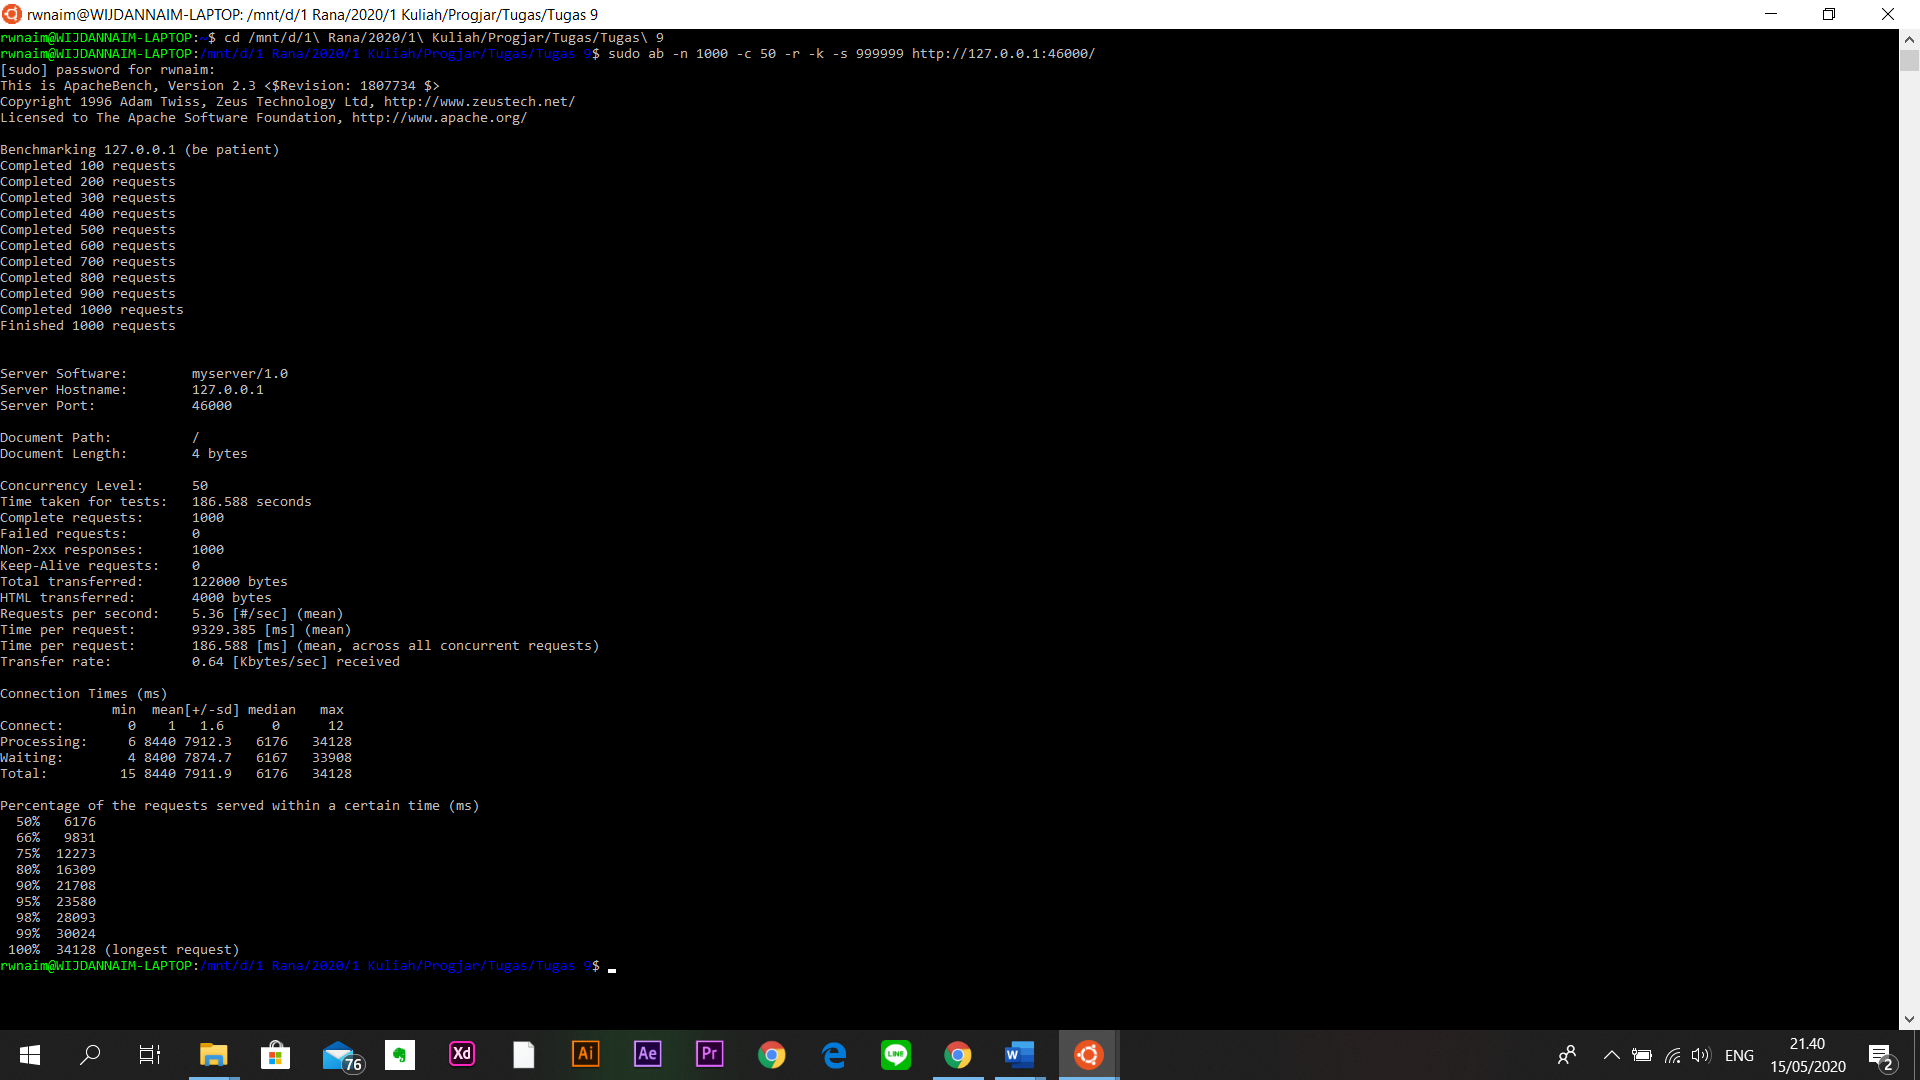 rwnaim@WIJDANNAIM-LAPTOP: /mnt/d/1 Rana/2020/1 Kuliah/Progjar/Tugas/Tugas 9
rwnaim@WIJDANNAIM-LAPTOP:~$ cd /mnt/d/1\ Rana/2020/1\ Kuliah/Progjar/Tugas/Tugas\ 9
rwnaim@WIJDANNAIM-LAPTOP:/mnt/d/1 Rana/2020/1 Kuliah/Progjar/Tugas/Tugas 9$ sudo ab -n 1000 -c 50 -r -k -s 999999 http://127.0.0.1:46000/
[sudo] password for rwnaim:
This is ApacheBench, Version 2.3 <$Revision: 1807734 $>
Copyright 1996 Adam Twiss, Zeus Technology Ltd, http://www.zeustech.net/
Licensed to The Apache Software Foundation, http://www.apache.org/
Benchmarking 127.0.0.1 (be patient)
Completed 100 requests
Completed 200 requests
Completed 300 requests
Completed 400 requests
Completed 500 requests
Completed 600 requests
Completed 700 requests
Completed 800 requests
Completed 900 requests
Completed 1000 requests
Finished 1000 requests
Server Software:        myserver/1.0
Server Hostname:        127.0.0.1
Server Port:            46000
Document Path:          /
Document Length:        4 bytes
Concurrency Level:      50
Time taken for tests:   186.588 seconds
Complete requests:      1000
Failed requests:        0
Non-2xx responses:      1000
Keep-Alive requests:    0
Total transferred:      122000 bytes
HTML transferred:       4000 bytes
Requests per second:    5.36 [#/sec] (mean)
Time per request:       9329.385 [ms] (mean)
Time per request:       186.588 [ms] (mean, across all concurrent requests)
Transfer rate:          0.64 [Kbytes/sec] received
Connection Times (ms)
              min  mean[+/-sd] median   max
Connect:        0    1   1.6      0      12
Processing:     6 8440 7912.3   6176   34128
Waiting:        4 8400 7874.7   6167   33908
Total:         15 8440 7911.9   6176   34128
Percentage of the requests served within a certain time (ms)
  50%   6176
  66%   9831
  75%  12273
  80%  16309
  90%  21708
  95%  23580
  98%  28093
  99%  30024
 100%  34128 (longest request)
rwnaim@WIJDANNAIM-LAPTOP:/mnt/d/1 Rana/2020/1 Kuliah/Progjar/Tugas/Tugas 9$
76
Xd
Ai
Ae
Pr
LINE
W
ENG
21.40
15/05/2020
2